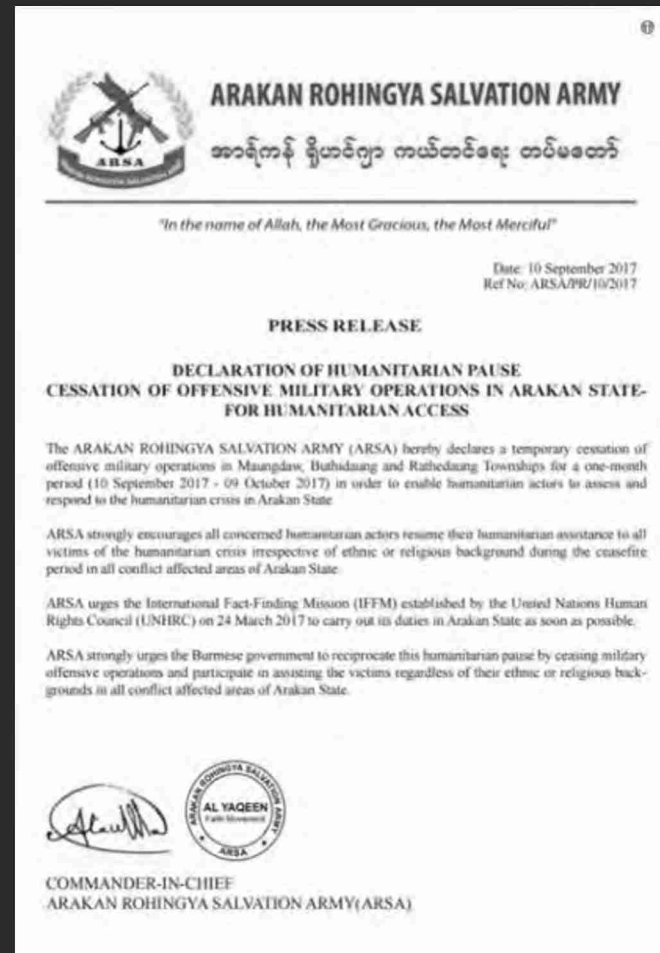 ARAKAN ROHINGYA SALVATION ARMY
အာရ်ကန် ရိုဟင်ဂျာ ကယ်တင်ရေး တပ်မတော်
ARSA
"In the name of Allah, the Most Gracious, the Most Merciful"
Date: 10 September 2017
Ref No: ARSA/PR/10/2017
PRESS RELEASE
DECLARATION OF HUMANITARIAN PAUSE
CESSATION OF OFFENSIVE MILITARY OPERATIONS IN ARAKAN STATE-
FOR HUMANITARIAN ACCESS
The ARAKAN ROHINGYA SALVATION ARMY (ARSA) hereby declares a temporary cessation of
offensive military operations in Maungdaw, Buthidaung and Rathedaung Townships for a one-month
period (10 September 2017 - 09 October 2017) in order to enable humanitarian actors to assess and
respond to the humanitarian crisis in Arakan State
ARSA strongly encourages all concerned humanitarian actors resume their humanitarian assistance to all
victims of the humanitarian crisis irrespective of ethnic or religious background during the ceasefire
period in all conflict affected areas of Arakan State
ARSA urges the International Fact-Finding Mission (IFFM) established by the United Nations Human
Rights Council (UNHRC) on 24 March 2017 to carry out its duties in Arakan State as soon as possible.
ARSA strongly urges the Burmese government to reciprocate this humanitarian pause by ceasing military
offensive operations and participate in assisting the victims regardless of their ethnic or religious back-
grounds in all conflict affected areas of Arakan State.
ARAKAN ROHINGYA SALVATION ARMY
AL YAQEEN
Faith Movement
ARSA
COMMANDER-IN-CHIEF
ARAKAN ROHINGYA SALVATION ARMY(ARSA)